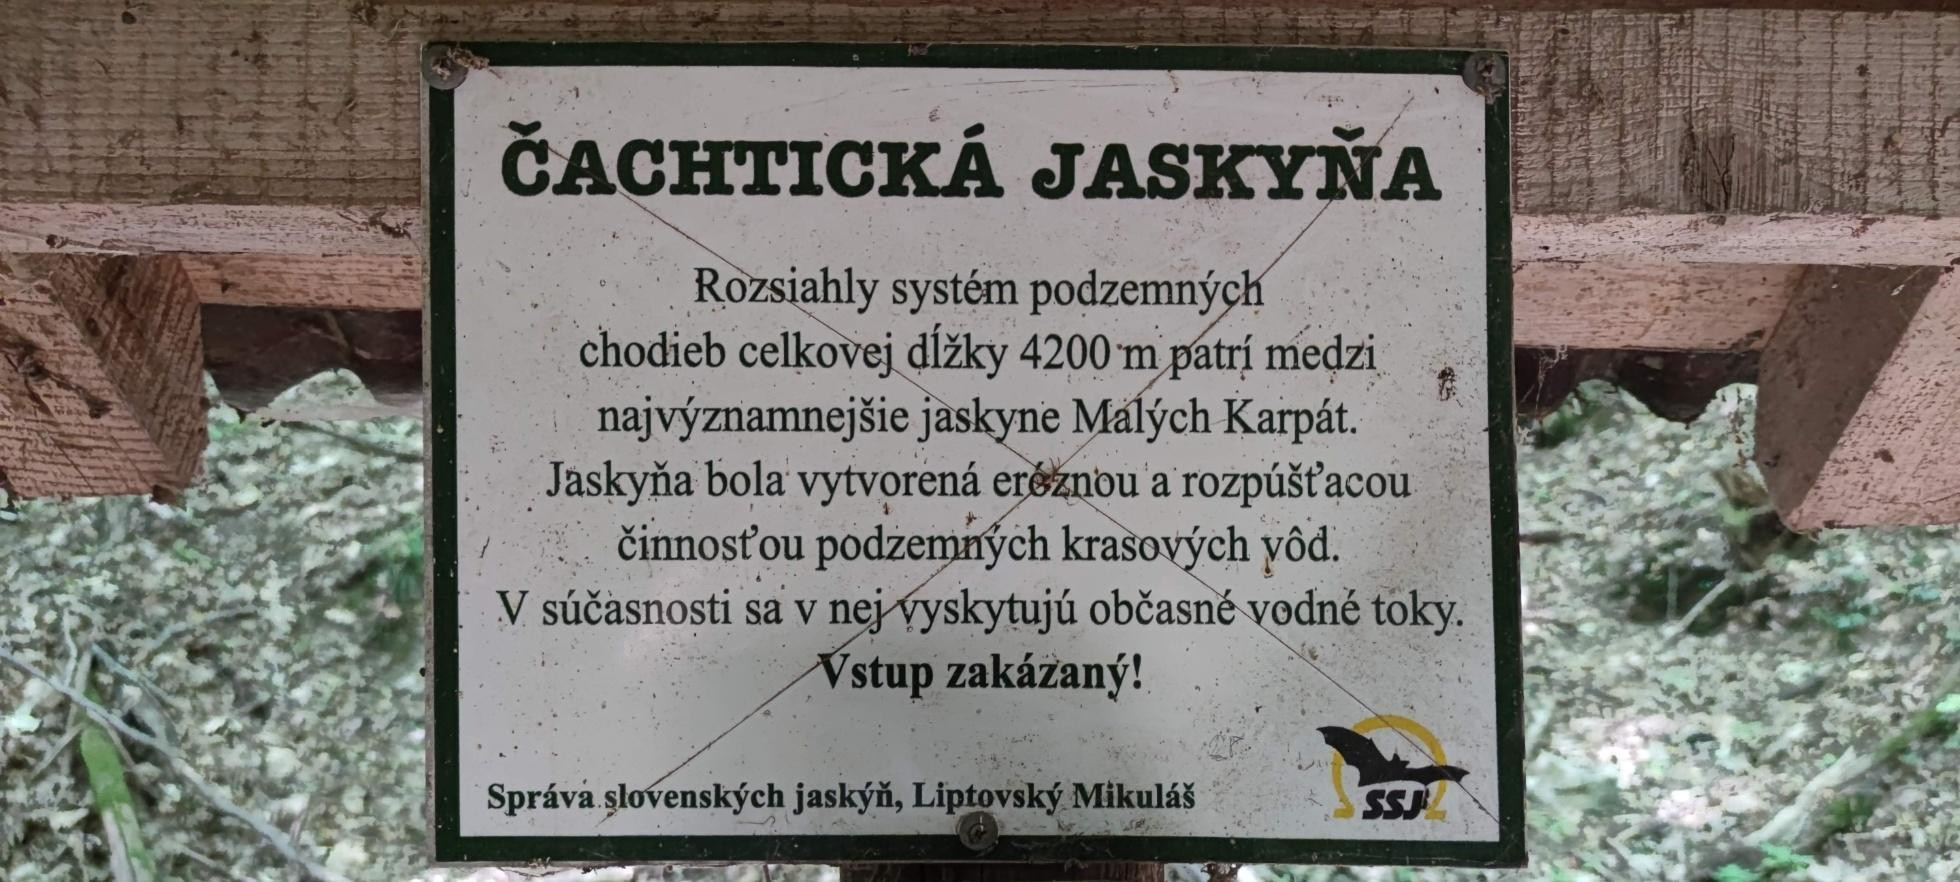 ČACHTICKÁ JASKYŇA
Rozsiahly systém podzemných
chodieb celkovej dĺžky 4200 m patrí medzi
najvýznamnejšie jaskyne Malých Karpát.
Jaskyňa bola vytvorená eróznou a rozpúšťacou
činnosťou podzemných krasových vôd.
V súčasnosti sa v nej vyskytujú občasné vodné toky.
Vstup zakázaný!
Správa slovenských jaskýň, Liptovský Mikuláš
SSJ